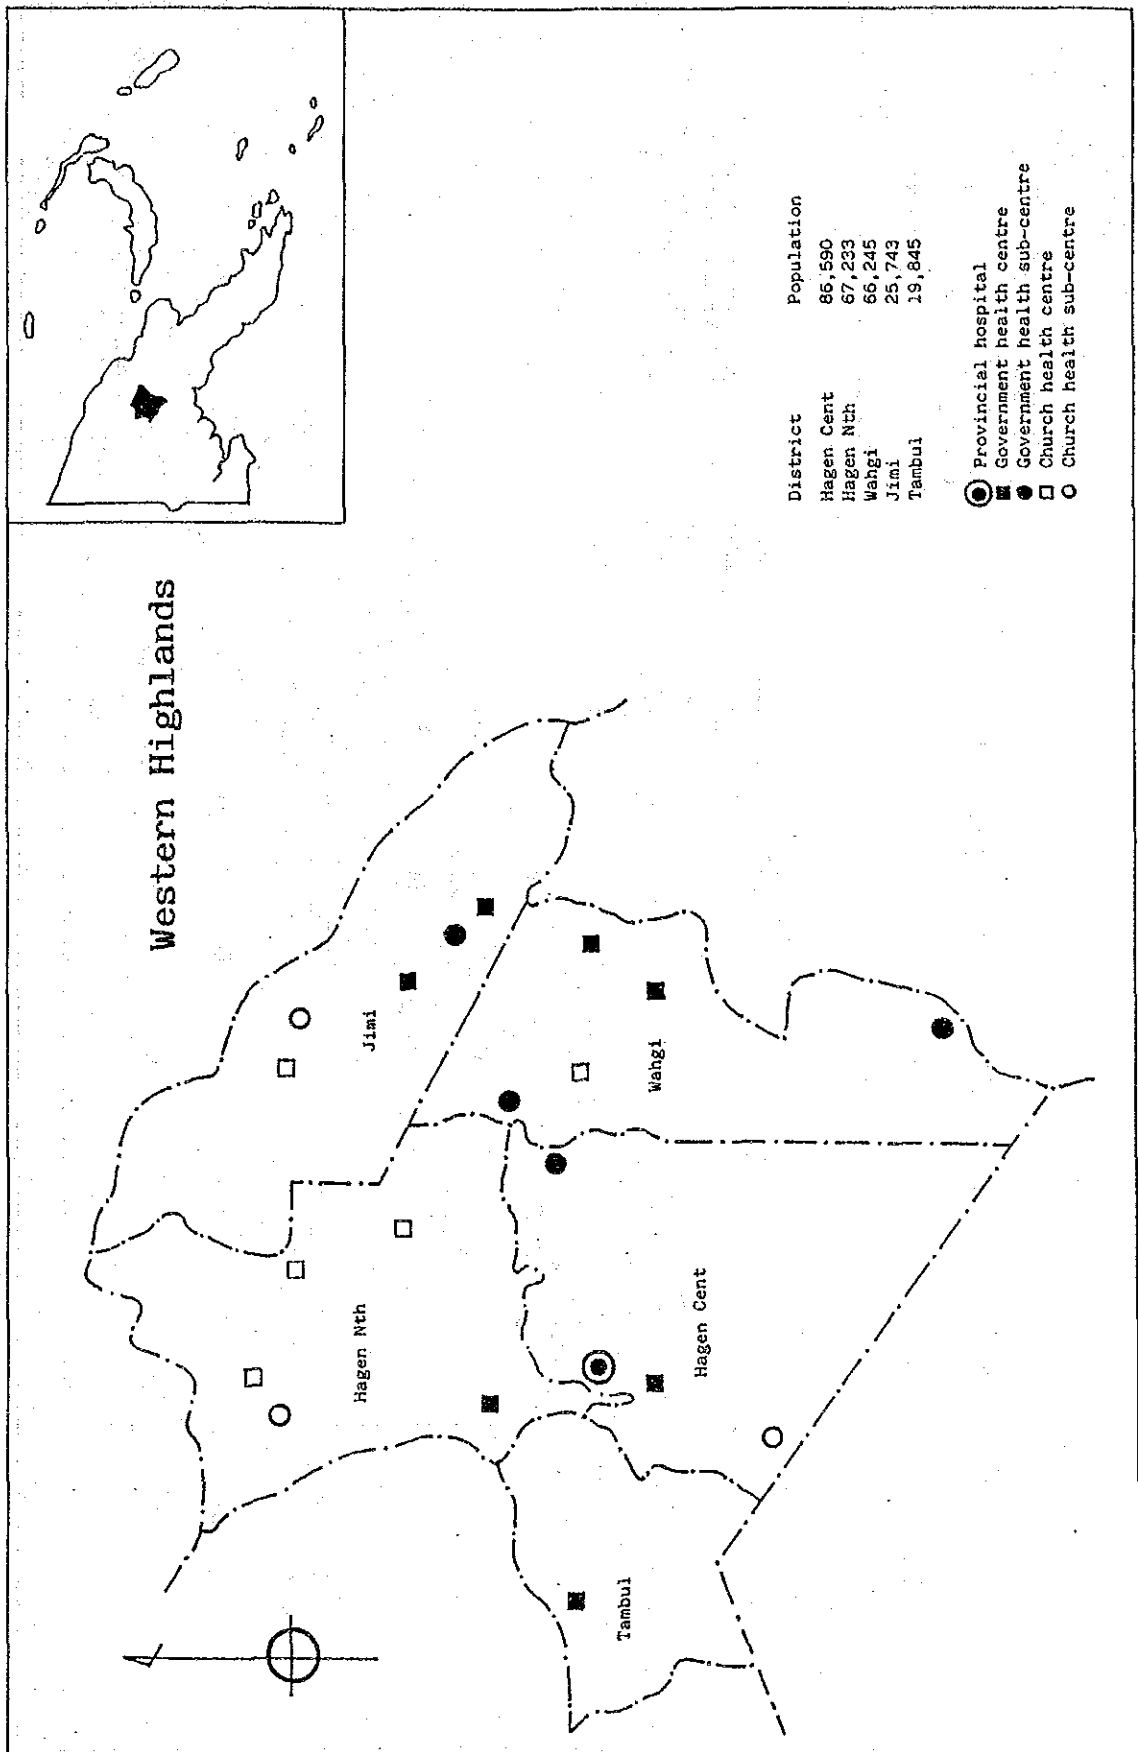 Western Highlands
Jimi
Hagen Nth
Wahgi
Hagen Cent
Tambul
District Population
Hagen Cent 86,590
Hagen Nth 67,233
Wahgi 66,245
Jimi 25,743
Tambul 19,845
Provincial hospital
Government health centre
Government health sub-centre
Church health centre
Church health sub-centre